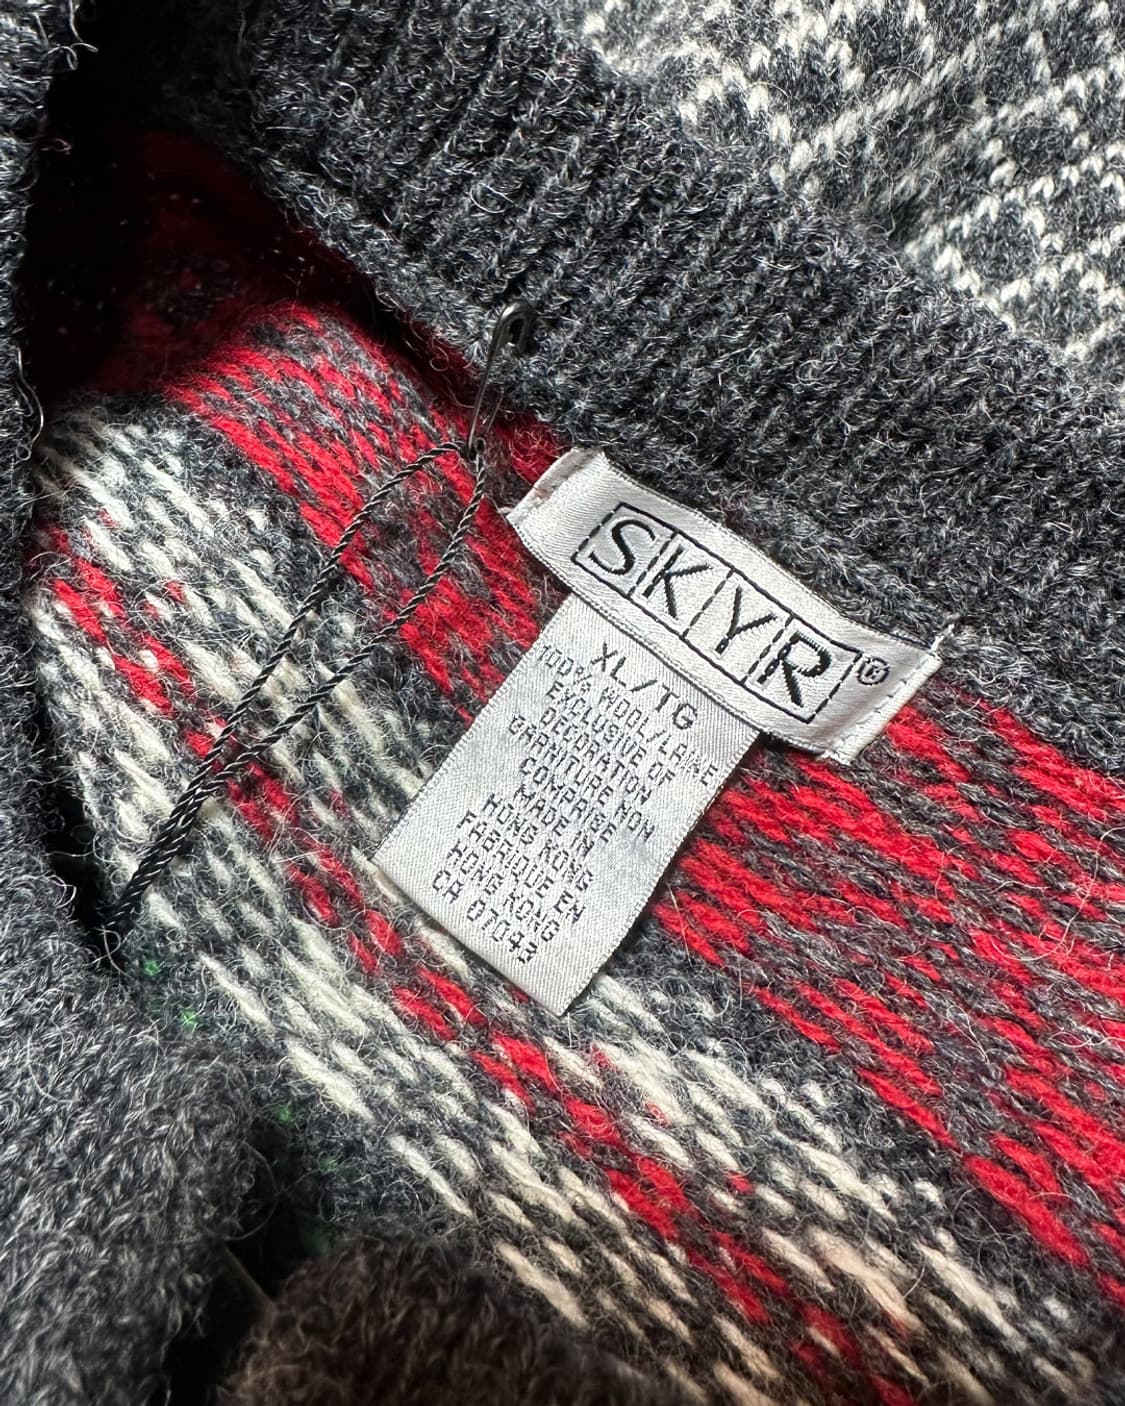 SKYR®
XL/TG
100% WOOL/LAINE
EXCLUSIVE OF
DECORATION
GARNITURE NON
COMPRISE
MADE IN
HONG KONG
FABRIQUE EN
HONG KONG
CA 07043